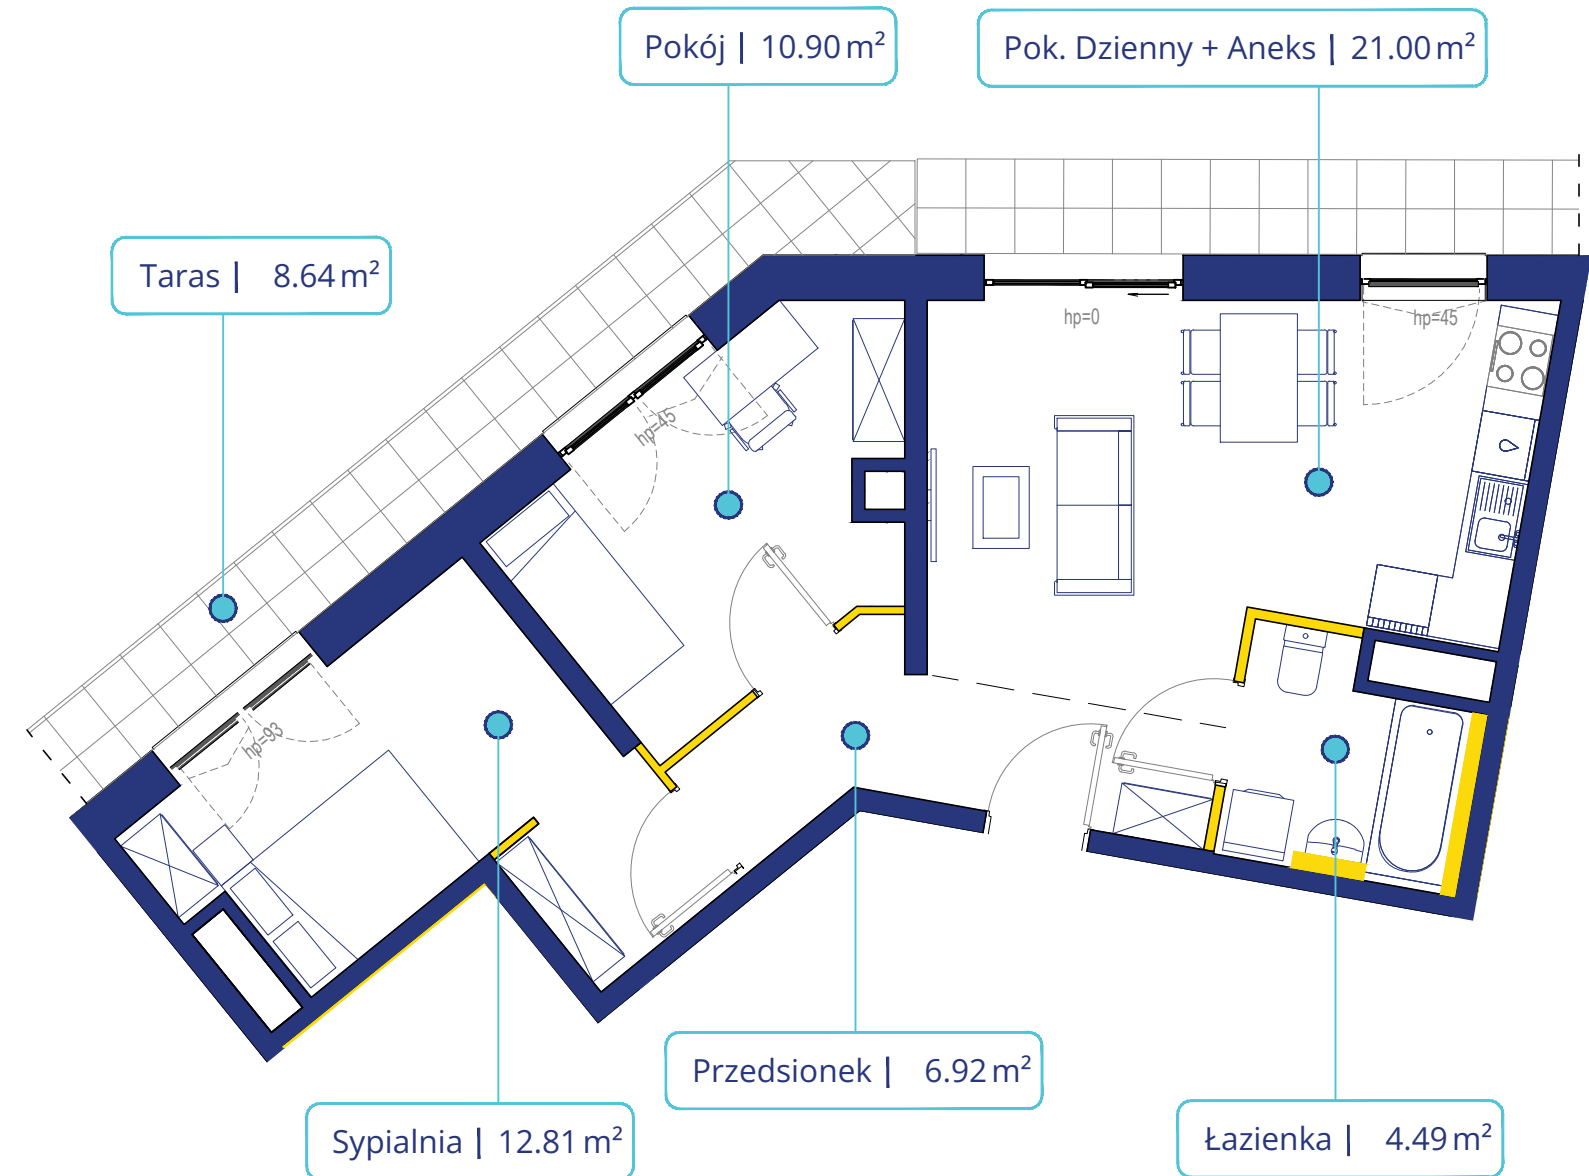 Pokój | 10.90 m²
Pok. Dzienny + Aneks | 21.00 m²
Taras | 8.64 m²
hp=0
hp=45
hp=45
hp=93
Przedsionek | 6.92 m²
Sypialnia | 12.81 m²
Łazienka | 4.49 m²